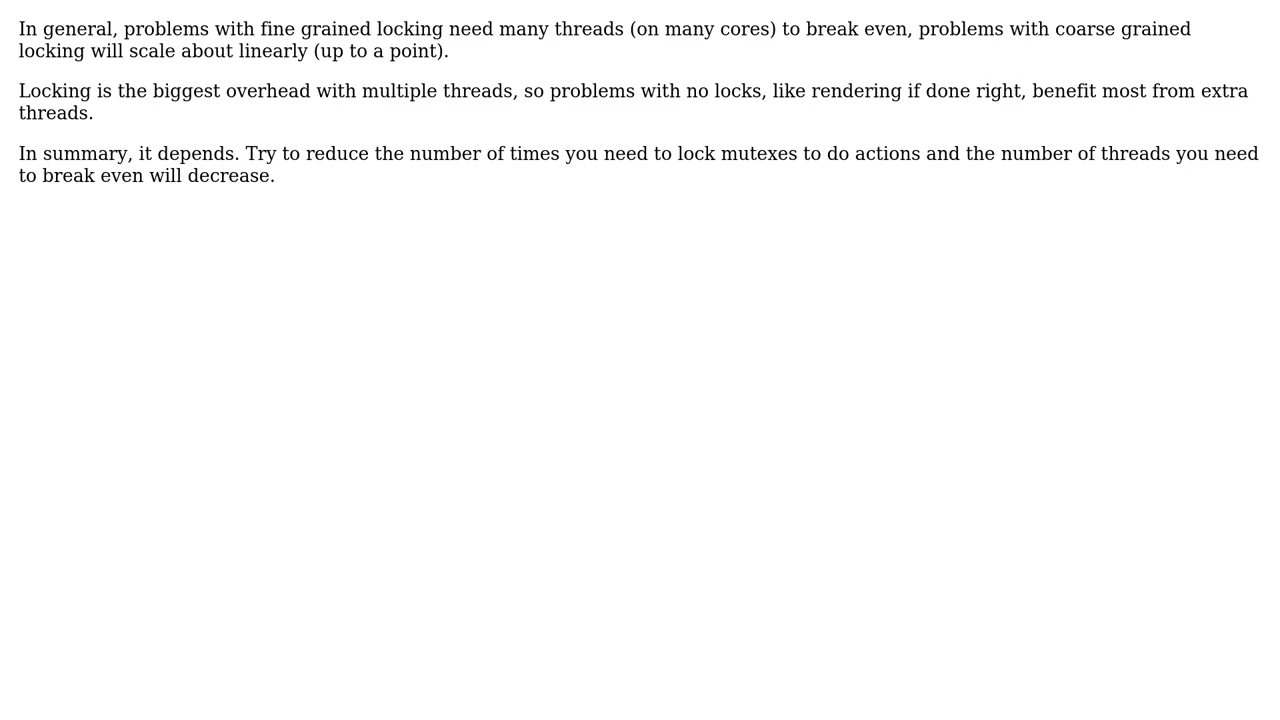 In general, problems with fine grained locking need many threads (on many cores) to break even, problems with coarse grained
locking will scale about linearly (up to a point).
Locking is the biggest overhead with multiple threads, so problems with no locks, like rendering if done right, benefit most from extra
threads.
In summary, it depends. Try to reduce the number of times you need to lock mutexes to do actions and the number of threads you need
to break even will decrease.